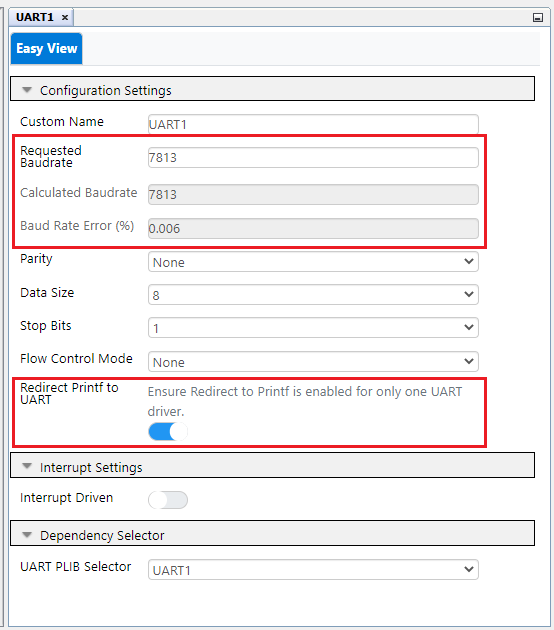 UART1 ×
Easy View
Configuration Settings
Custom Name
UART1
Requested
Baudrate
7813
Calculated Baudrate
7813
Baud Rate Error (%)
0.006
Parity
None
Data Size
8
Stop Bits
1
Flow Control Mode
None
Redirect Printf to
UART
Ensure Redirect to Printf is enabled for only one UART
driver.
Interrupt Settings
Interrupt Driven
Dependency Selector
UART PLIB Selector
UART1